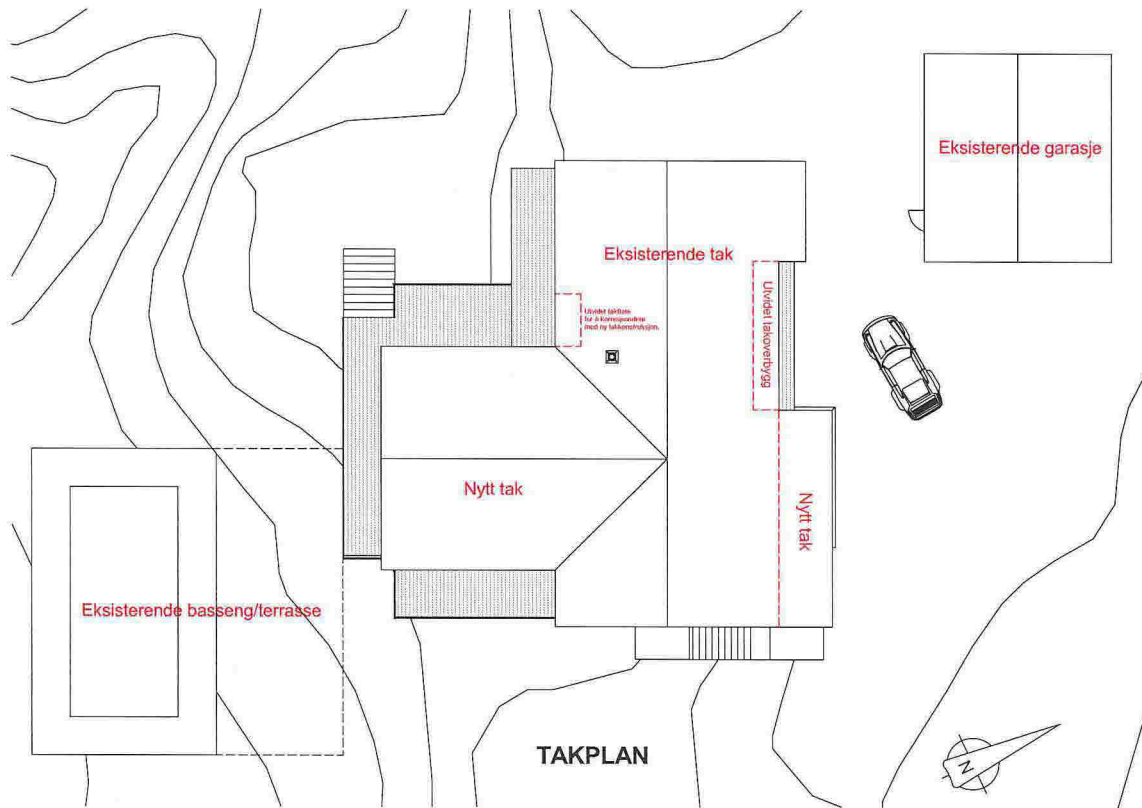 Eksisterende garasje
Eksisterende tak
Utvidet takflate
for å korrespondere
med ny takkonstruksjon.
Utvidet takoverbygg
Nytt tak
Nytt tak
Eksisterende basseng/terrasse
TAKPLAN
N